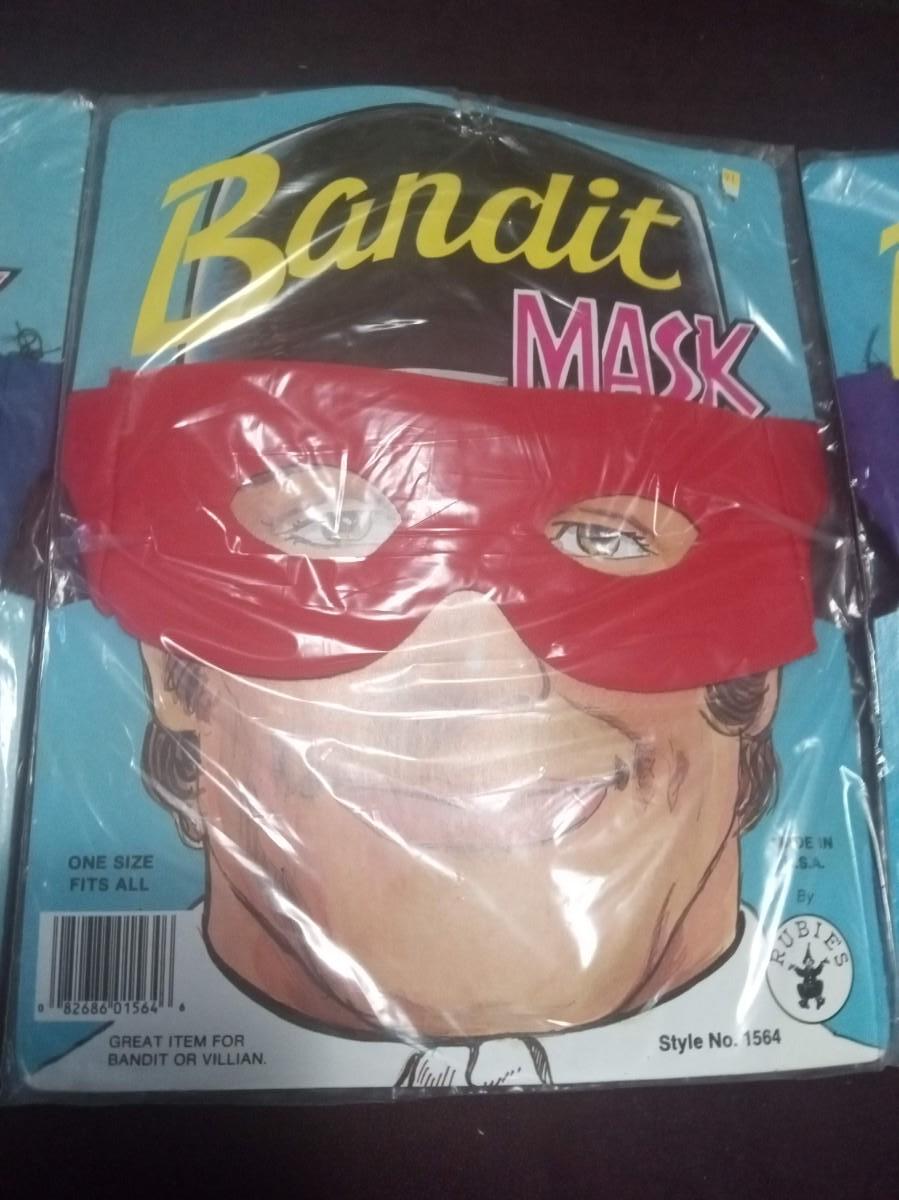 Bandit
MASK
ONE SIZE
FITS ALL
IN
By
RUBIE'S
0 82686 01564 6
GREAT ITEM FOR
BANDIT OR VILLIAN.
Style No. 1564